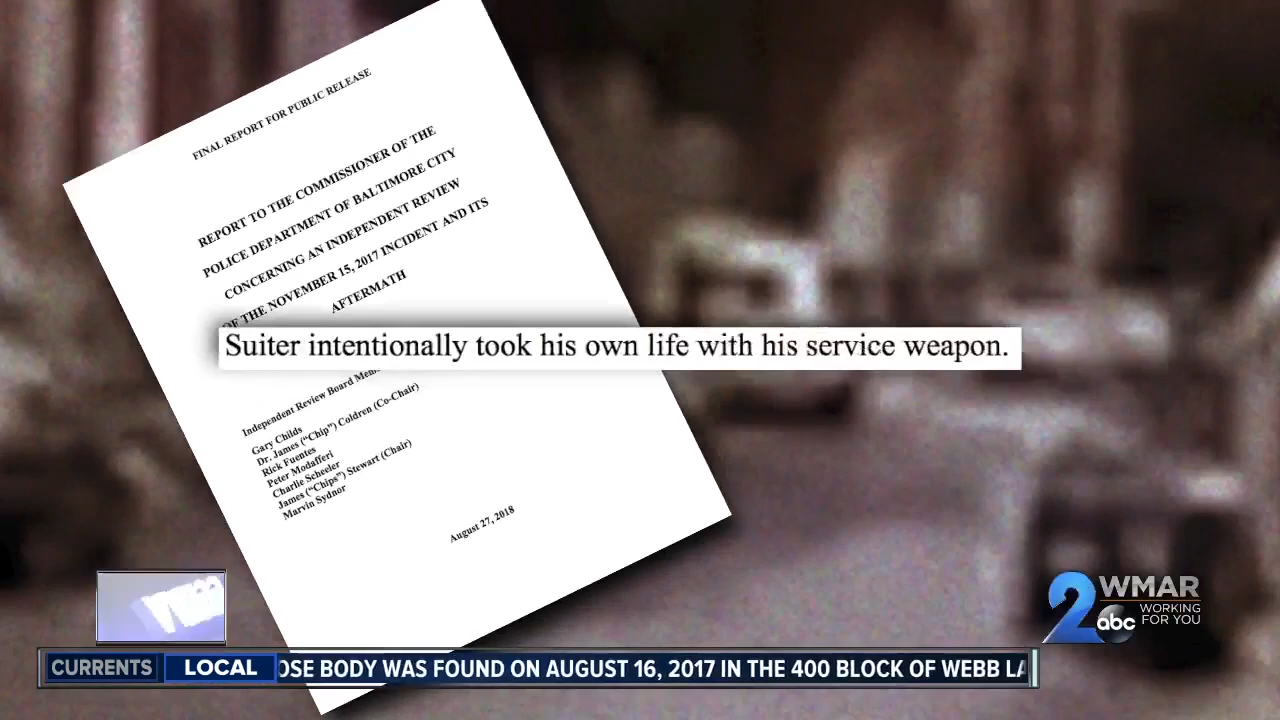 FINAL REPORT FOR PUBLIC RELEASE
REPORT TO THE COMMISSIONER OF THE
POLICE DEPARTMENT OF BALTIMORE CITY
CONCERNING AN INDEPENDENT REVIEW
OF THE NOVEMBER 15, 2017 INCIDENT AND ITS
AFTERMATH
Suiter intentionally took his own life with his service weapon.
Independent Review Board
Gary Childs
Dr. James ("Chip") Coldren (Co-Chair)
Rick Fuentes
Peter Modafferi
Charlie Scheeler
James ("Chips") Stewart (Chair)
Marvin Sydnor
August 27, 2018
2 WMAR
abc
WORKING
FOR YOU
CURRENTS LOCAL OSE BODY WAS FOUND ON AUGUST 16, 2017 IN THE 400 BLOCK OF WEBB LA